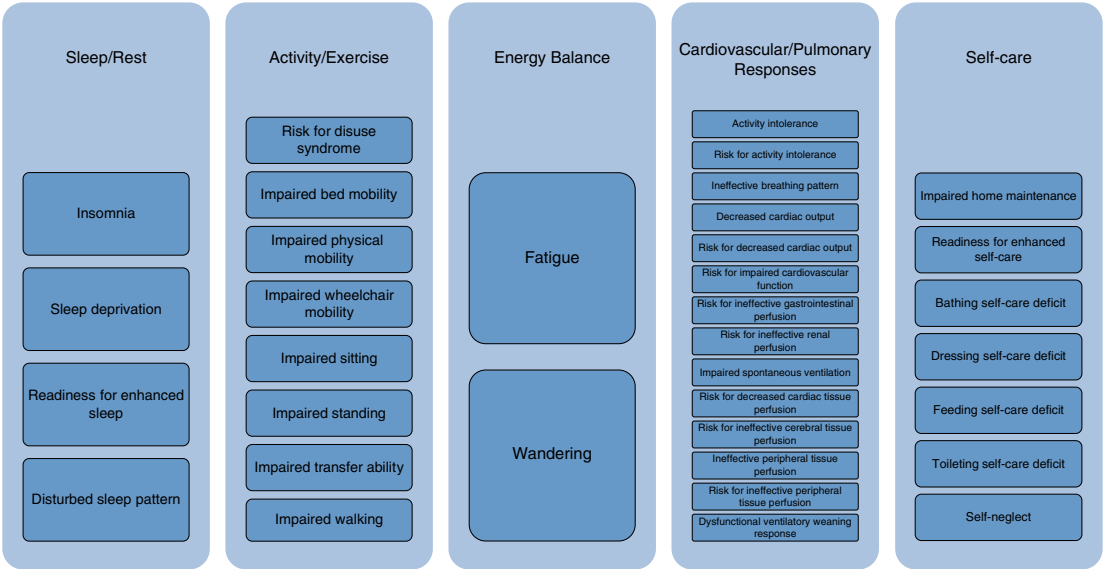 Sleep/Rest
Insomnia
Sleep deprivation
Readiness for enhanced
sleep
Disturbed sleep pattern
Activity/Exercise
Risk for disuse
syndrome
Impaired bed mobility
Impaired physical
mobility
Impaired wheelchair
mobility
Impaired sitting
Impaired standing
Impaired transfer ability
Impaired walking
Energy Balance
Fatigue
Wandering
Cardiovascular/Pulmonary
Responses
Activity intolerance
Risk for activity intolerance
Ineffective breathing pattern
Decreased cardiac output
Risk for decreased cardiac output
Risk for impaired cardiovascular
function
Risk for ineffective gastrointestinal
perfusion
Risk for ineffective renal
perfusion
Impaired spontaneous ventilation
Risk for decreased cardiac tissue
perfusion
Risk for ineffective cerebral tissue
perfusion
Ineffective peripheral tissue
perfusion
Risk for ineffective peripheral
tissue perfusion
Dysfunctional ventilatory weaning
response
Self-care
Impaired home maintenance
Readiness for enhanced
self-care
Bathing self-care deficit
Dressing self-care deficit
Feeding self-care deficit
Toileting self-care deficit
Self-neglect